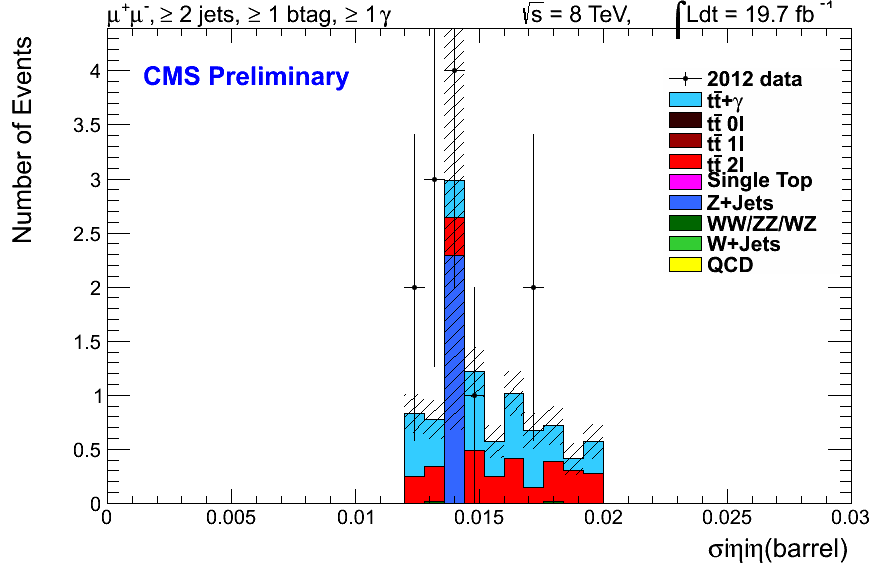 μ⁺μ⁻, ≥ 2 jets, ≥ 1 btag, ≥ 1 γ √s = 8 TeV, ∫Ldt = 19.7 fb⁻¹
CMS Preliminary
Number of Events
4
3
2.5
2
1.5
1
0.5
0
0 0.005 0.01 0.015 0.02 0.025 0.03
σiηiη(barrel)
2012 data
tt̄+γ
tt̄ 0l
tt̄ 1l
tt̄ 2l
Single Top
Z+Jets
WW/ZZ/WZ
W+Jets
QCD